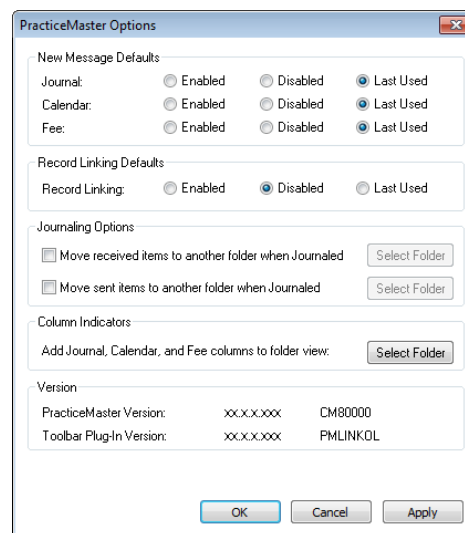 PracticeMaster Options
New Message Defaults
Journal: Enabled Disabled Last Used
Calendar: Enabled Disabled Last Used
Fee: Enabled Disabled Last Used
Record Linking Defaults
Record Linking: Enabled Disabled Last Used
Journaling Options
Move received items to another folder when Journaled Select Folder
Move sent items to another folder when Journaled Select Folder
Column Indicators
Add Journal, Calendar, and Fee columns to folder view: Select Folder
Version
PracticeMaster Version: xx.x.x.xxx CM80000
Toolbar Plug-In Version: xx.x.x.xxx PMLINKOL
OK Cancel Apply